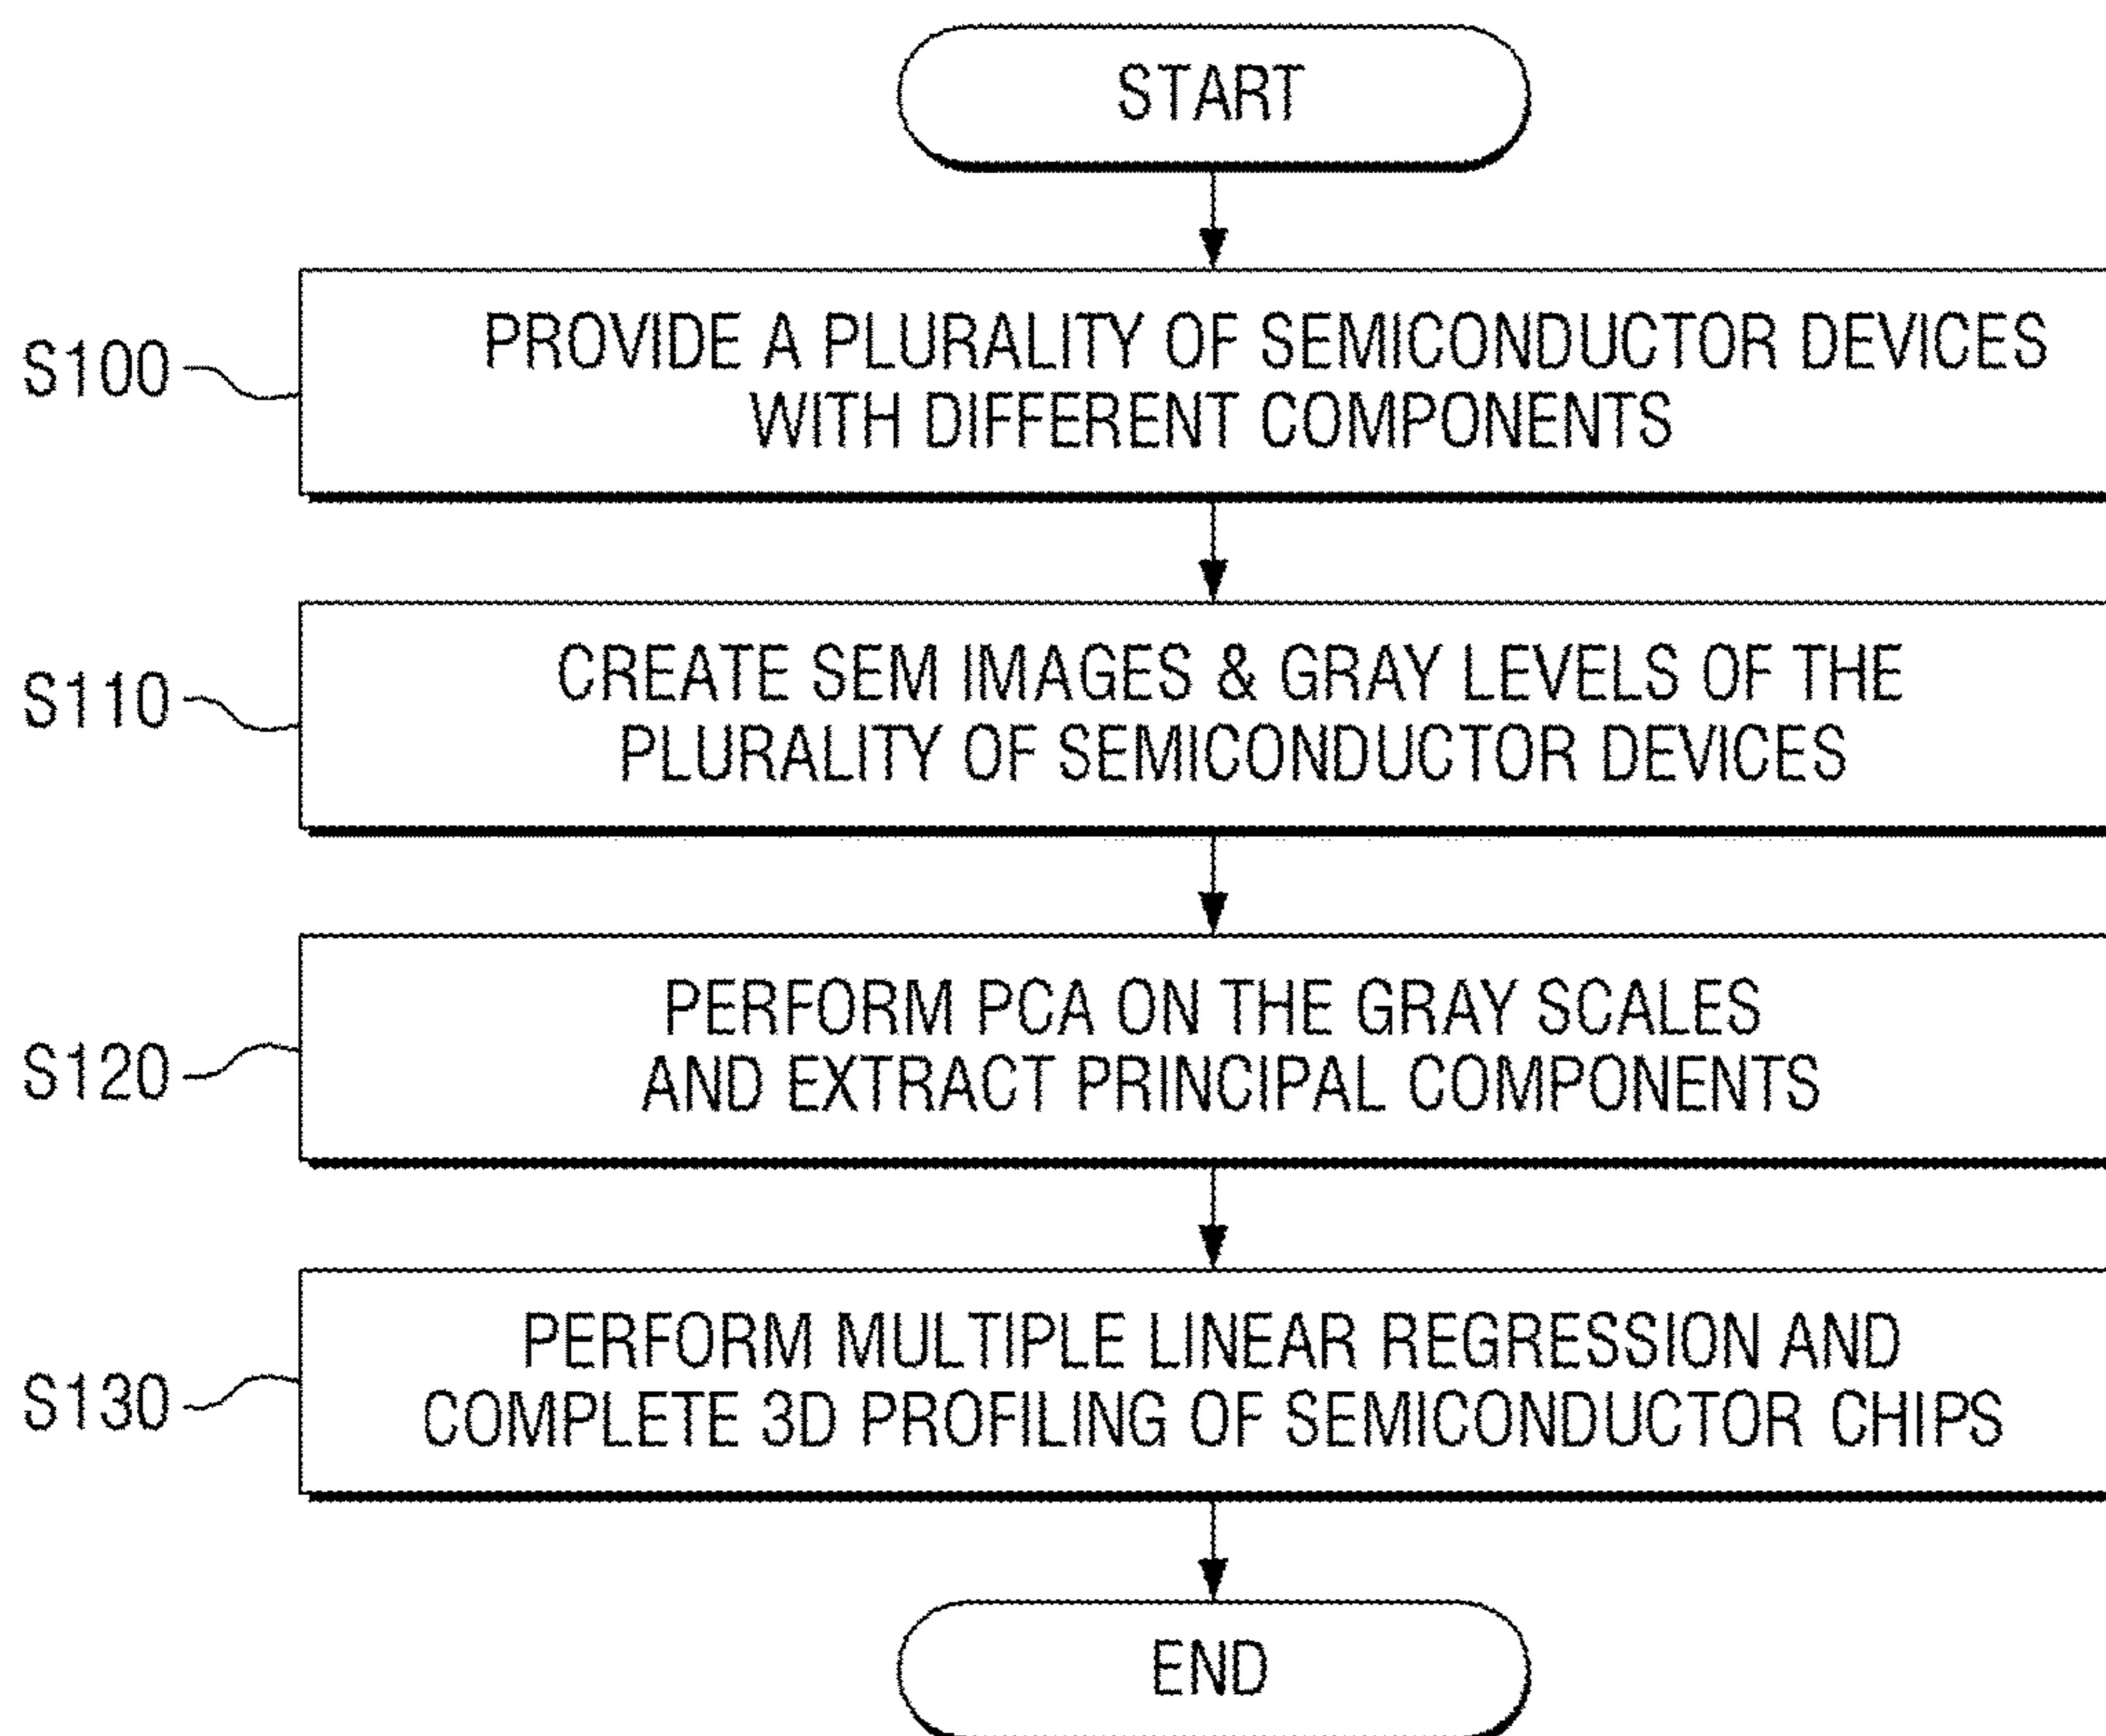 START
S100
PROVIDE A PLURALITY OF SEMICONDUCTOR DEVICES
WITH DIFFERENT COMPONENTS
S110
CREATE SEM IMAGES & GRAY LEVELS OF THE
PLURALITY OF SEMICONDUCTOR DEVICES
S120
PERFORM PCA ON THE GRAY SCALES
AND EXTRACT PRINCIPAL COMPONENTS
S130
PERFORM MULTIPLE LINEAR REGRESSION AND
COMPLETE 3D PROFILING OF SEMICONDUCTOR CHIPS
END